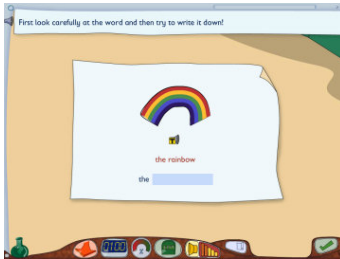 First look carefully at the word and then try to write it down!
the rainbow
the